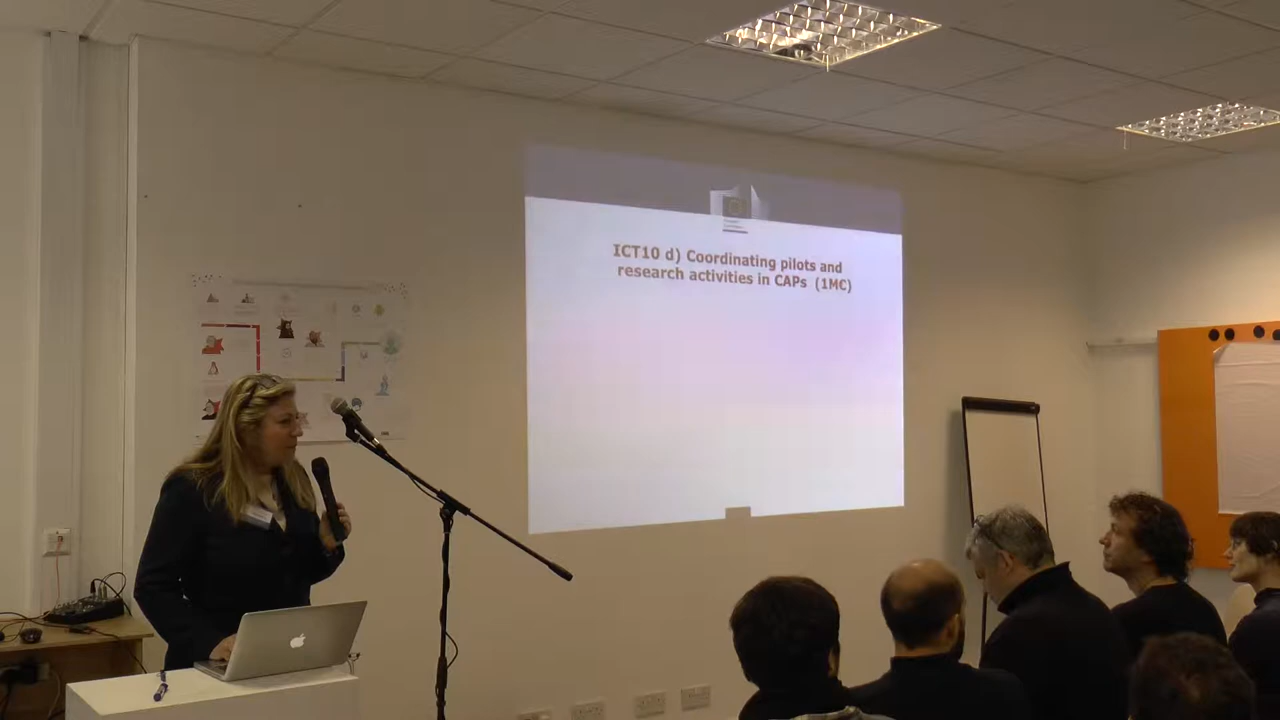 ICT10 d) Coordinating pilots and
research activities in CAPs (1MC)